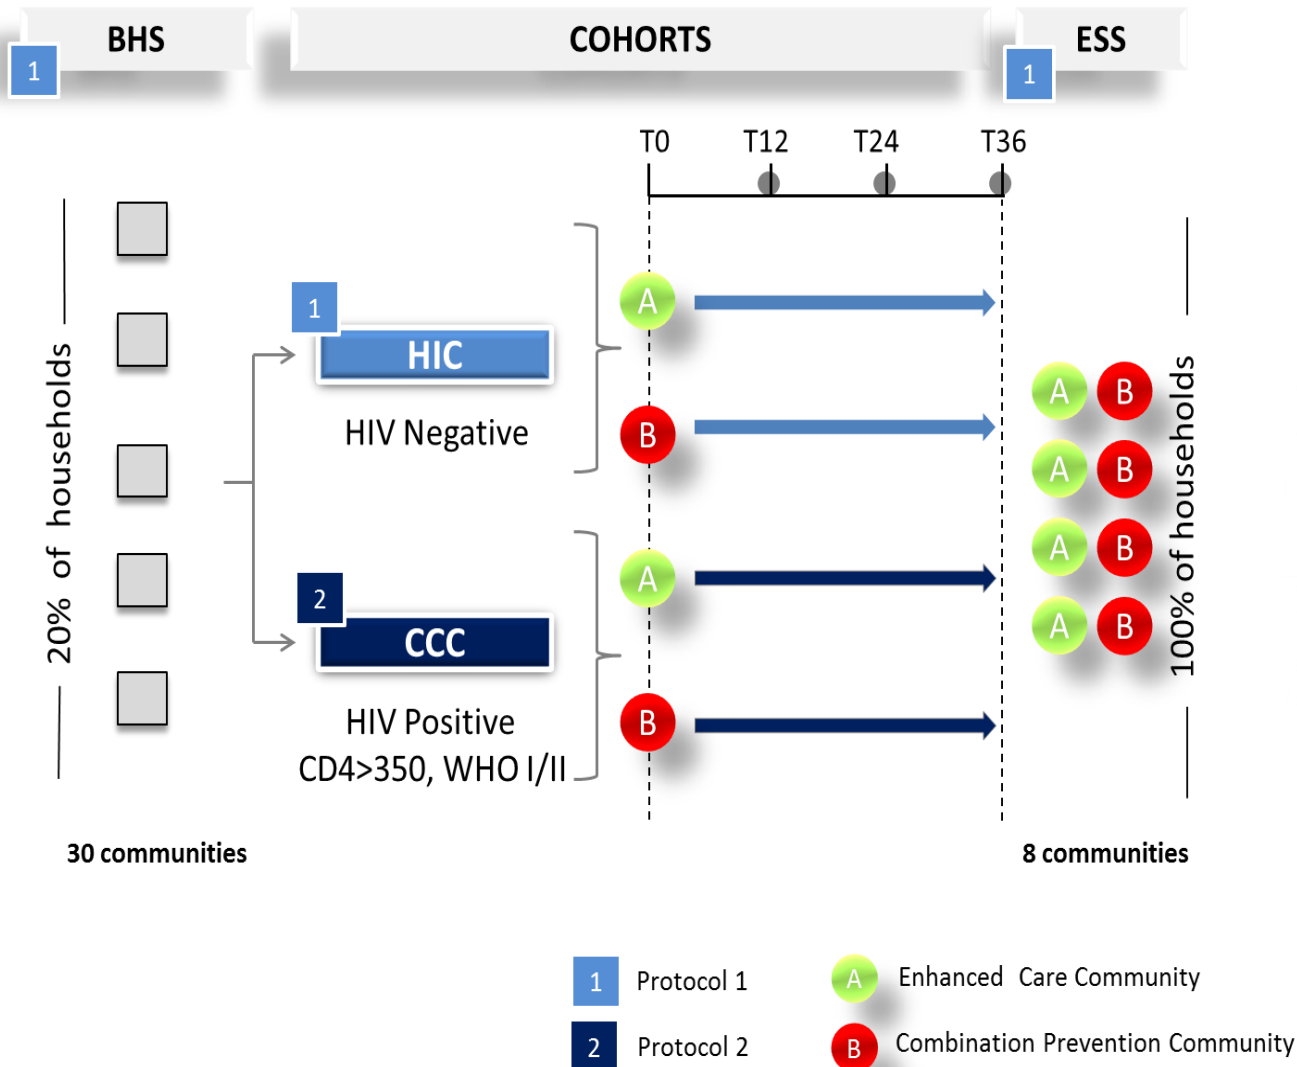 BHS
1
COHORTS
ESS
1
T0
T12
T24
T36
20% of households
1
HIC
HIV Negative
A
B
2
CCC
HIV Positive
CD4>350, WHO I/II
A
B
A B
A B
A B
A B
100% of households
30 communities
8 communities
1 Protocol 1
A Enhanced Care Community
2 Protocol 2
B Combination Prevention Community